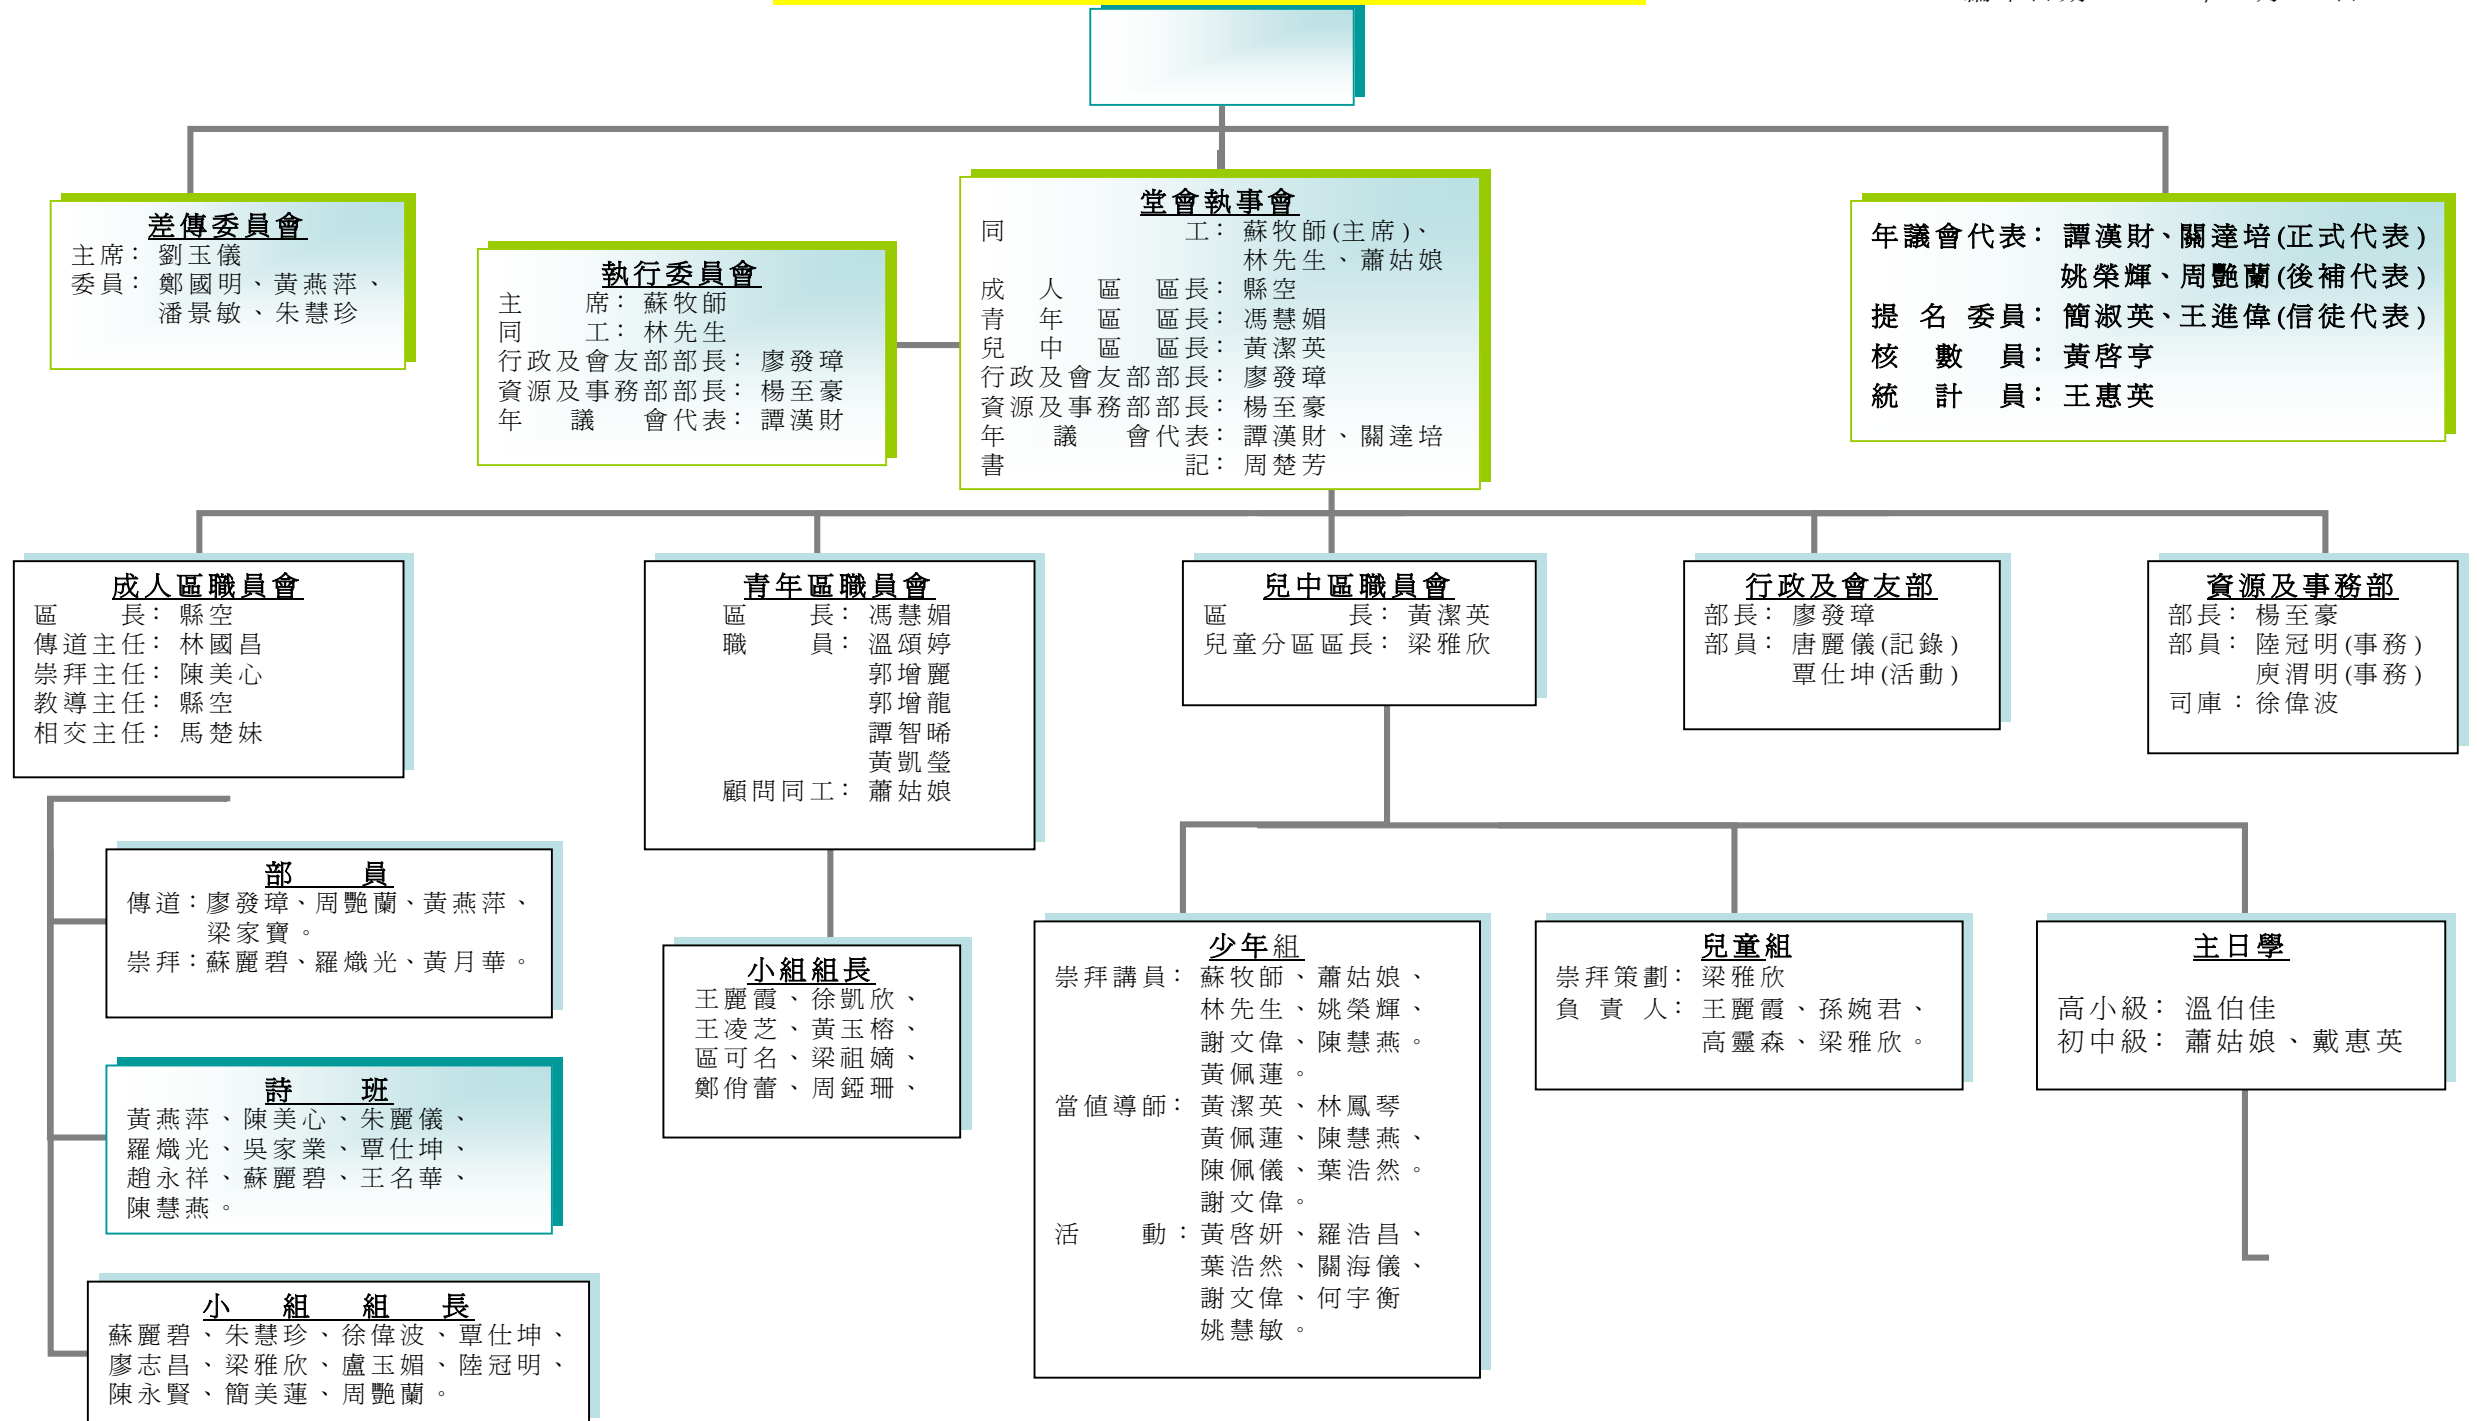 差傳委員會
主席：劉玉儀
委員：鄭國明、黃燕萍、
潘景敏、朱慧珍
執行委員會
主　　席：蘇牧師
同　　工：林先生
行政及會友部部長：廖發璋
資源及事務部部長：楊至豪
年　議　會代表：譚漢財
堂會執事會
同　　　　　工：蘇牧師(主席)、
林先生、蕭姑娘
成　人　區　區長：縣空
青　年　區　區長：馮慧媚
兒　中　區　區長：黃潔英
行政及會友部部長：廖發璋
資源及事務部部長：楊至豪
年　議　會代表：譚漢財、關達培
書　　　　　記：周楚芳
年議會代表：譚漢財、關達培(正式代表)
姚榮輝、周艷蘭(後補代表)
提 名 委員：簡淑英、王進偉(信徒代表)
核　數　員：黃啓亨
統　計　員：王惠英
成人區職員會
區　　長：縣空
傳道主任：林國昌
崇拜主任：陳美心
教導主任：縣空
相交主任：馬楚妹
青年區職員會
區　　長：馮慧媚
職　　員：溫頌婷
郭增麗
郭增龍
譚智晞
黃凱瑩
顧問同工：蕭姑娘
兒中區職員會
區　　　　長：黃潔英
兒童分區區長：梁雅欣
行政及會友部
部長：廖發璋
部員：唐麗儀(記錄)
覃仕坤(活動)
資源及事務部
部長：楊至豪
部員：陸冠明(事務)
庾渭明(事務)
司庫：徐偉波
部　　員
傳道：廖發璋、周艷蘭、黃燕萍、
梁家寶。
崇拜：蘇麗碧、羅熾光、黃月華。
詩　　班
黃燕萍、陳美心、朱麗儀、
羅熾光、吳家業、覃仕坤、
趙永祥、蘇麗碧、王名華、
陳慧燕。
小　組　組　長
蘇麗碧、朱慧珍、徐偉波、覃仕坤、
廖志昌、梁雅欣、盧玉媚、陸冠明、
陳永賢、簡美蓮、周艷蘭。
小組組長
王麗霞、徐凱欣、
王凌芝、黃玉榕、
區可名、梁祖嫡、
鄭俏蕾、周錏珊、
少年組
崇拜講員：蘇牧師、蕭姑娘、
林先生、姚榮輝、
謝文偉、陳慧燕。
黃佩蓮。
當值導師：黃潔英、林鳳琴
黃佩蓮、陳慧燕、
陳佩儀、葉浩然。
謝文偉。
活　　動：黃啓妍、羅浩昌、
葉浩然、關海儀、
謝文偉、何宇衡
姚慧敏。
兒童組
崇拜策劃：梁雅欣
負 責 人：王麗霞、孫婉君、
高靈森、梁雅欣。
主日學
高小級：溫伯佳
初中級：蕭姑娘、戴惠英